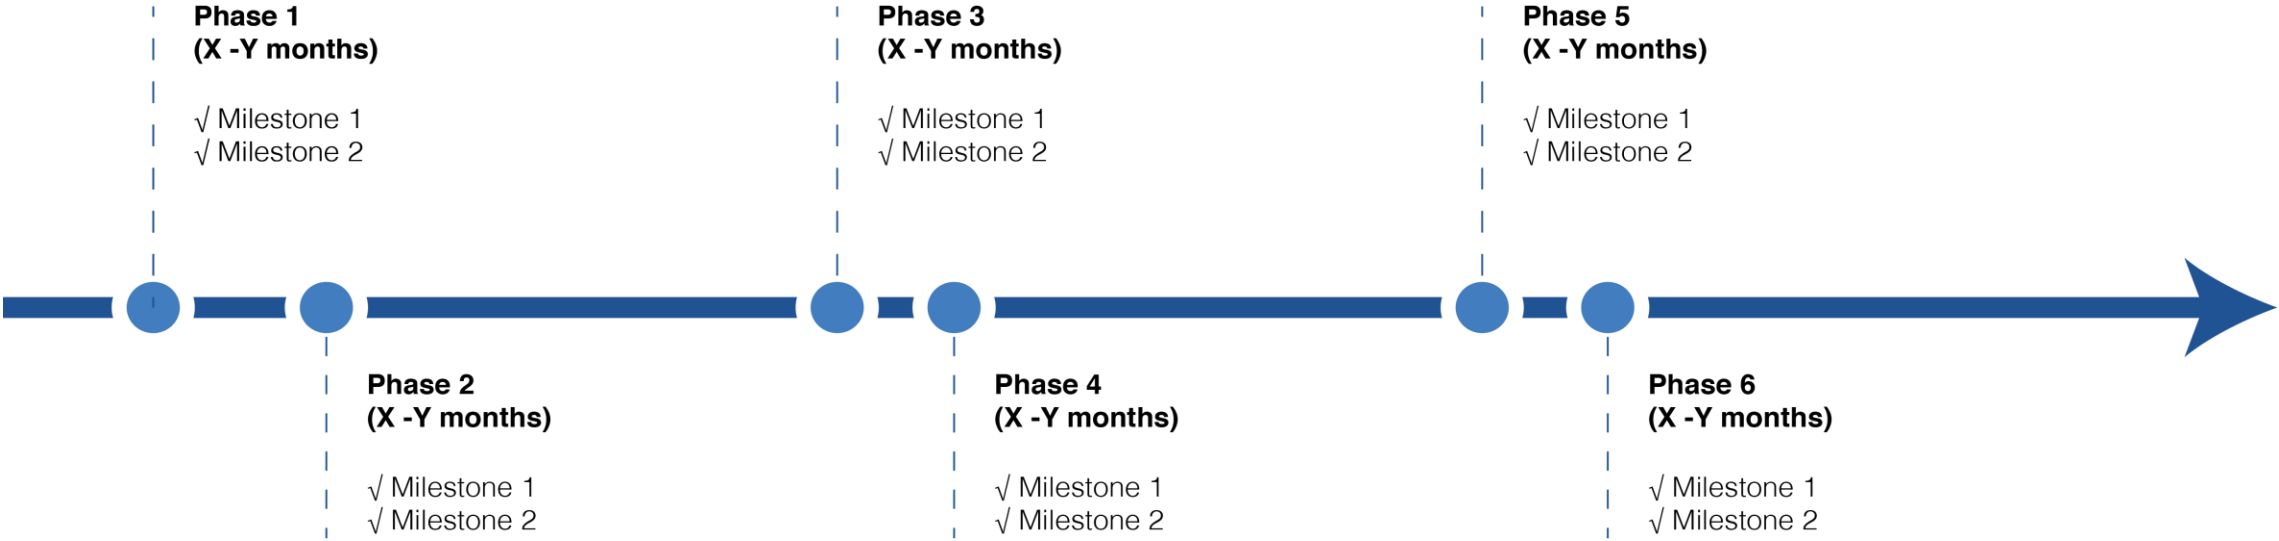 Phase 1
(X -Y months)
√ Milestone 1
√ Milestone 2
Phase 3
(X -Y months)
√ Milestone 1
√ Milestone 2
Phase 5
(X -Y months)
√ Milestone 1
√ Milestone 2
Phase 2
(X -Y months)
√ Milestone 1
√ Milestone 2
Phase 4
(X -Y months)
√ Milestone 1
√ Milestone 2
Phase 6
(X -Y months)
√ Milestone 1
√ Milestone 2